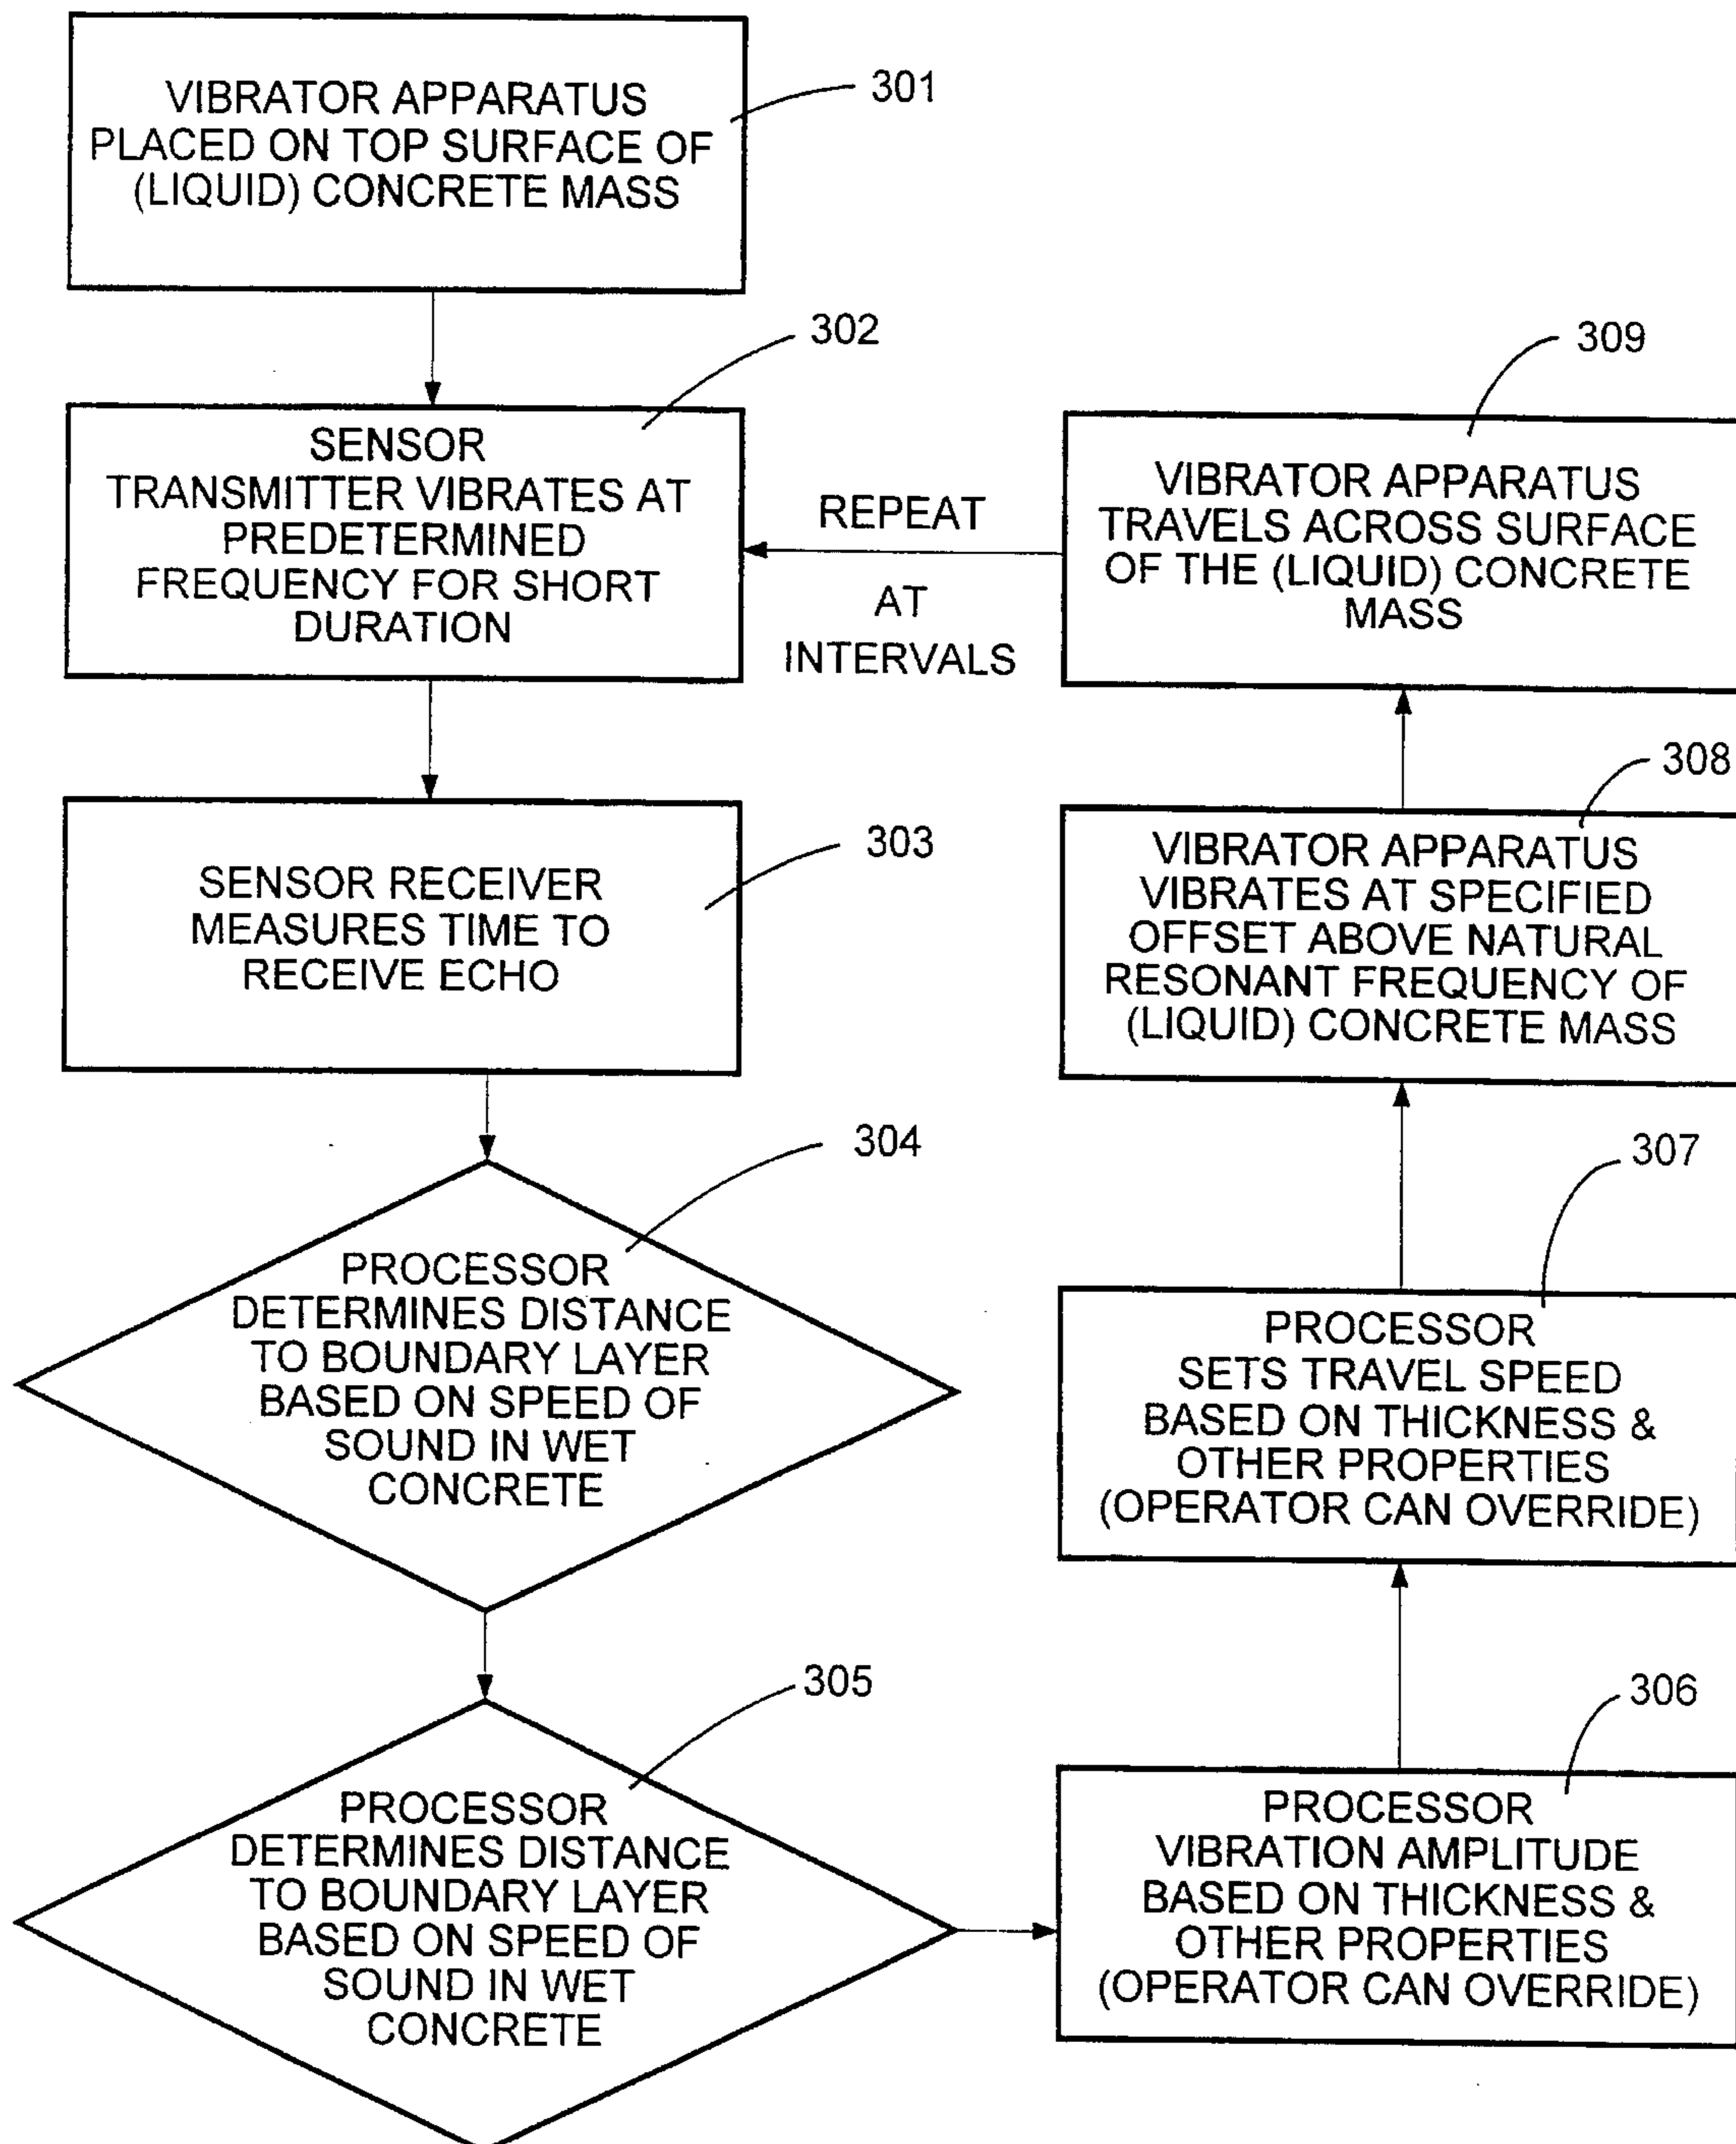 VIBRATOR APPARATUS
PLACED ON TOP SURFACE OF
(LIQUID) CONCRETE MASS
301
302
SENSOR
TRANSMITTER VIBRATES AT
PREDETERMINED
FREQUENCY FOR SHORT
DURATION
303
SENSOR RECEIVER
MEASURES TIME TO
RECEIVE ECHO
304
PROCESSOR
DETERMINES DISTANCE
TO BOUNDARY LAYER
BASED ON SPEED OF
SOUND IN WET
CONCRETE
305
PROCESSOR
DETERMINES DISTANCE
TO BOUNDARY LAYER
BASED ON SPEED OF
SOUND IN WET
CONCRETE
306
PROCESSOR
VIBRATION AMPLITUDE
BASED ON THICKNESS &
OTHER PROPERTIES
(OPERATOR CAN OVERRIDE)
307
PROCESSOR
SETS TRAVEL SPEED
BASED ON THICKNESS &
OTHER PROPERTIES
(OPERATOR CAN OVERRIDE)
308
VIBRATOR APPARATUS
VIBRATES AT SPECIFIED
OFFSET ABOVE NATURAL
RESONANT FREQUENCY OF
(LIQUID) CONCRETE MASS
309
VIBRATOR APPARATUS
TRAVELS ACROSS SURFACE
OF THE (LIQUID) CONCRETE
MASS
REPEAT
AT
INTERVALS